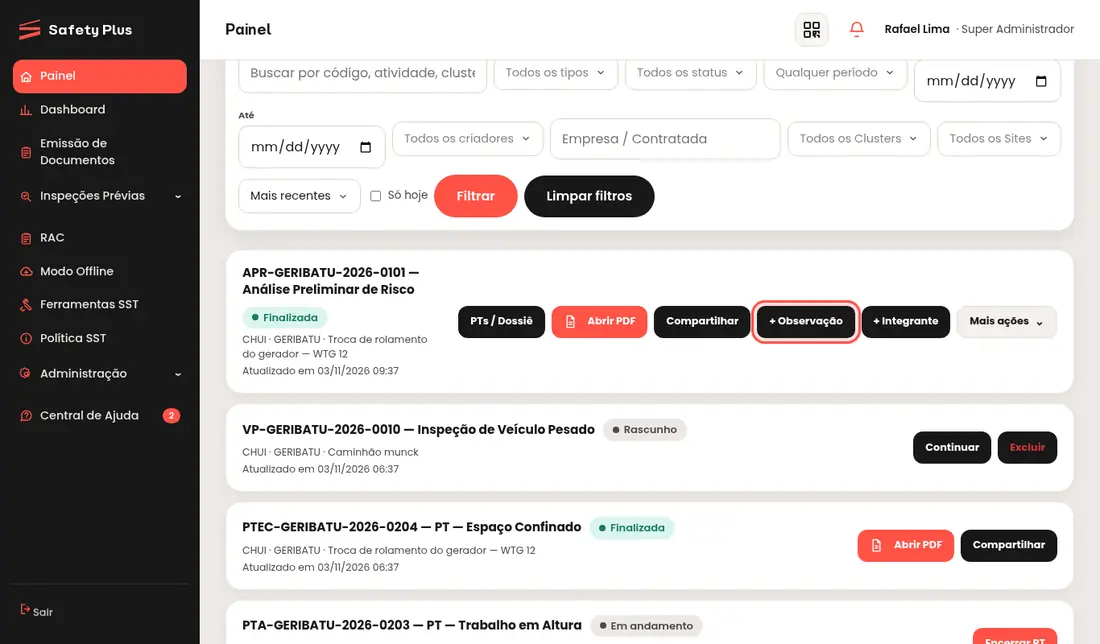 Safety Plus
Painel
Dashboard
Emissão de
Documentos
Inspeções Prévias
RAC
Modo Offline
Ferramentas SST
Política SST
Administração
Central de Ajuda 2
Sair
Painel
Rafael Lima · Super Administrador
Buscar por código, atividade, cluste
Todos os tipos
Todos os status
Qualquer período
mm/dd/yyyy
Até
mm/dd/yyyy
Todos os criadores
Empresa / Contratada
Todos os Clusters
Todos os Sites
Mais recentes
Só hoje
Filtrar
Limpar filtros
APR-GERIBATU-2026-0101 —
Análise Preliminar de Risco
Finalizada
CHUI · GERIBATU · Troca de rolamento
do gerador — WTG 12
Atualizado em 03/11/2026 09:37
PTs / Dossiê
Abrir PDF
Compartilhar
+ Observação
+ Integrante
Mais ações
VP-GERIBATU-2026-0010 — Inspeção de Veículo Pesado
Rascunho
CHUI · GERIBATU · Caminhão munck
Atualizado em 03/11/2026 06:37
Continuar
Excluir
PTEC-GERIBATU-2026-0204 — PT — Espaço Confinado
Finalizada
CHUI · GERIBATU · Troca de rolamento do gerador — WTG 12
Atualizado em 03/11/2026 06:37
Abrir PDF
Compartilhar
PTA-GERIBATU-2026-0203 — PT — Trabalho em Altura
Em andamento
Encerrar PT